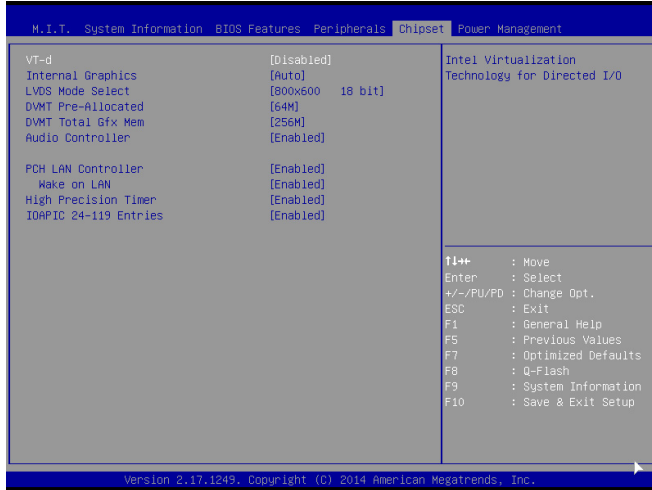 M.I.T. System Information BIOS Features Peripherals Chipset Power Management
VT-d [Disabled]
Internal Graphics [Auto]
LVDS Mode Select [800x600 18 bit]
DVMT Pre-Allocated [64M]
DVMT Total Gfx Mem [256M]
Audio Controller [Enabled]
PCH LAN Controller [Enabled]
Wake on LAN [Enabled]
High Precision Timer [Enabled]
IOAPIC 24-119 Entries [Enabled]
Intel Virtualization
Technology for Directed I/O
↑↓→← : Move
Enter : Select
+/-/PU/PD : Change Opt.
ESC : Exit
F1 : General Help
F5 : Previous Values
F7 : Optimized Defaults
F8 : Q-Flash
F9 : System Information
F10 : Save & Exit Setup
Version 2.17.1249. Copyright (C) 2014 American Megatrends, Inc.